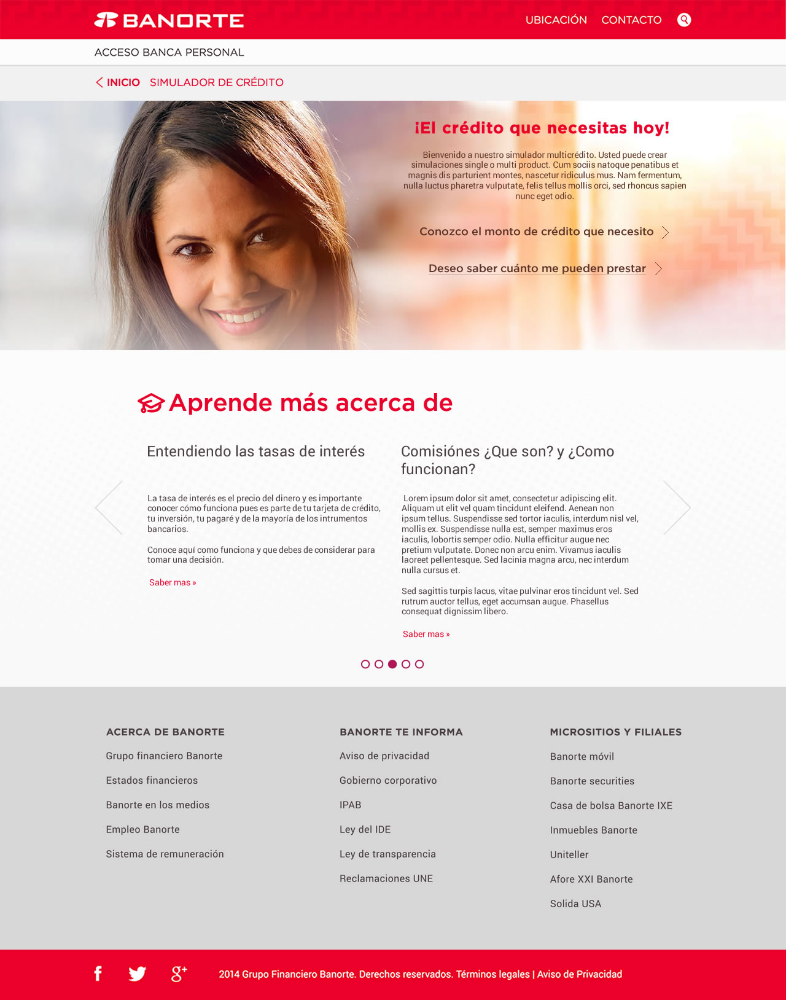 BANORTE
UBICACIÓN CONTACTO
ACCESO BANCA PERSONAL
INICIO SIMULADOR DE CRÉDITO
¡El crédito que necesitas hoy!
Bienvenido a nuestro simulador multicrédito. Usted puede crear
simulaciones single o multi product. Cum sociis natoque penatibus et
magnis dis parturient montes, nascetur ridiculus mus. Nam fermentum,
nulla luctus pharetra vulputate, felis tellus mollis orci, sed rhoncus sapien
nunc eget odio.
Conozco el monto de crédito que necesito
Deseo saber cuánto me pueden prestar
Aprende más acerca de
Entendiendo las tasas de interés
La tasa de interés es el precio del dinero y es importante
conocer cómo funciona pues es parte de tu tarjeta de crédito,
tu inversión, tu pagaré y de la mayoría de los intrumentos
bancarios.
Conoce aquí como funciona y que debes de considerar para
tomar una decisión.
Saber mas »
Comisiónes ¿Que son? y ¿Como
funcionan?
Lorem ipsum dolor sit amet, consectetur adipiscing elit.
Aliquam ut elit vel quam tincidunt eleifend. Aenean non
ipsum tellus. Suspendisse sed tortor iaculis, interdum nisl vel,
mollis ex. Suspendisse nulla est, semper maximus eros
iaculis, lobortis semper odio. Nulla efficitur augue nec
pretium vulputate. Donec non arcu enim. Vivamus iaculis
laoreet pellentesque. Sed lacinia magna arcu, nec interdum
nulla cursus et.
Sed sagittis turpis lacus, vitae pulvinar eros tincidunt vel. Sed
rutrum auctor tellus, eget accumsan augue. Phasellus
consequat dignissim libero.
Saber mas »
ACERCA DE BANORTE
Grupo financiero Banorte
Estados financieros
Banorte en los medios
Empleo Banorte
Sistema de remuneración
BANORTE TE INFORMA
Aviso de privacidad
Gobierno corporativo
IPAB
Ley del IDE
Ley de transparencia
Reclamaciones UNE
MICROSITIOS Y FILIALES
Banorte móvil
Banorte securities
Casa de bolsa Banorte IXE
Inmuebles Banorte
Uniteller
Afore XXI Banorte
Solida USA
f g+ 2014 Grupo Financiero Banorte. Derechos reservados. Términos legales | Aviso de Privacidad